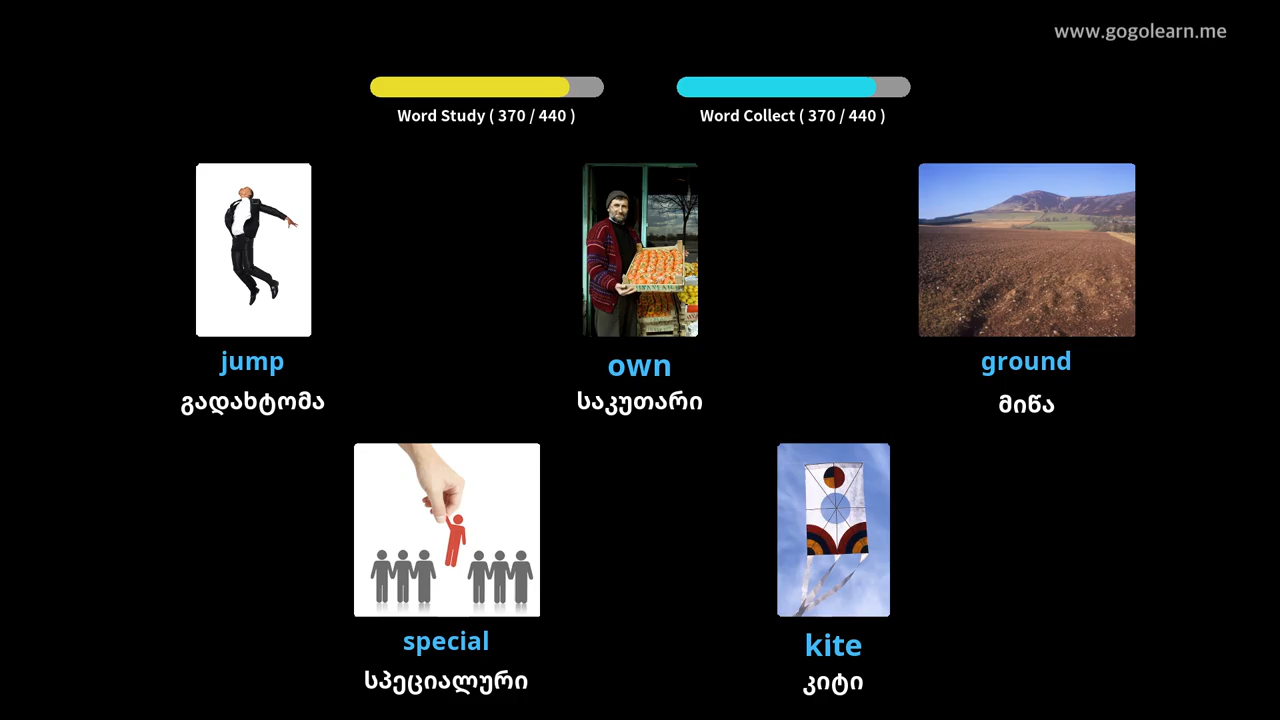 www.gogolearn.me
Word Study ( 370 / 440 )
Word Collect ( 370 / 440 )
jump
გადახტომა
own
საკუთარი
ground
მიწა
special
სპეციალური
kite
კიტი